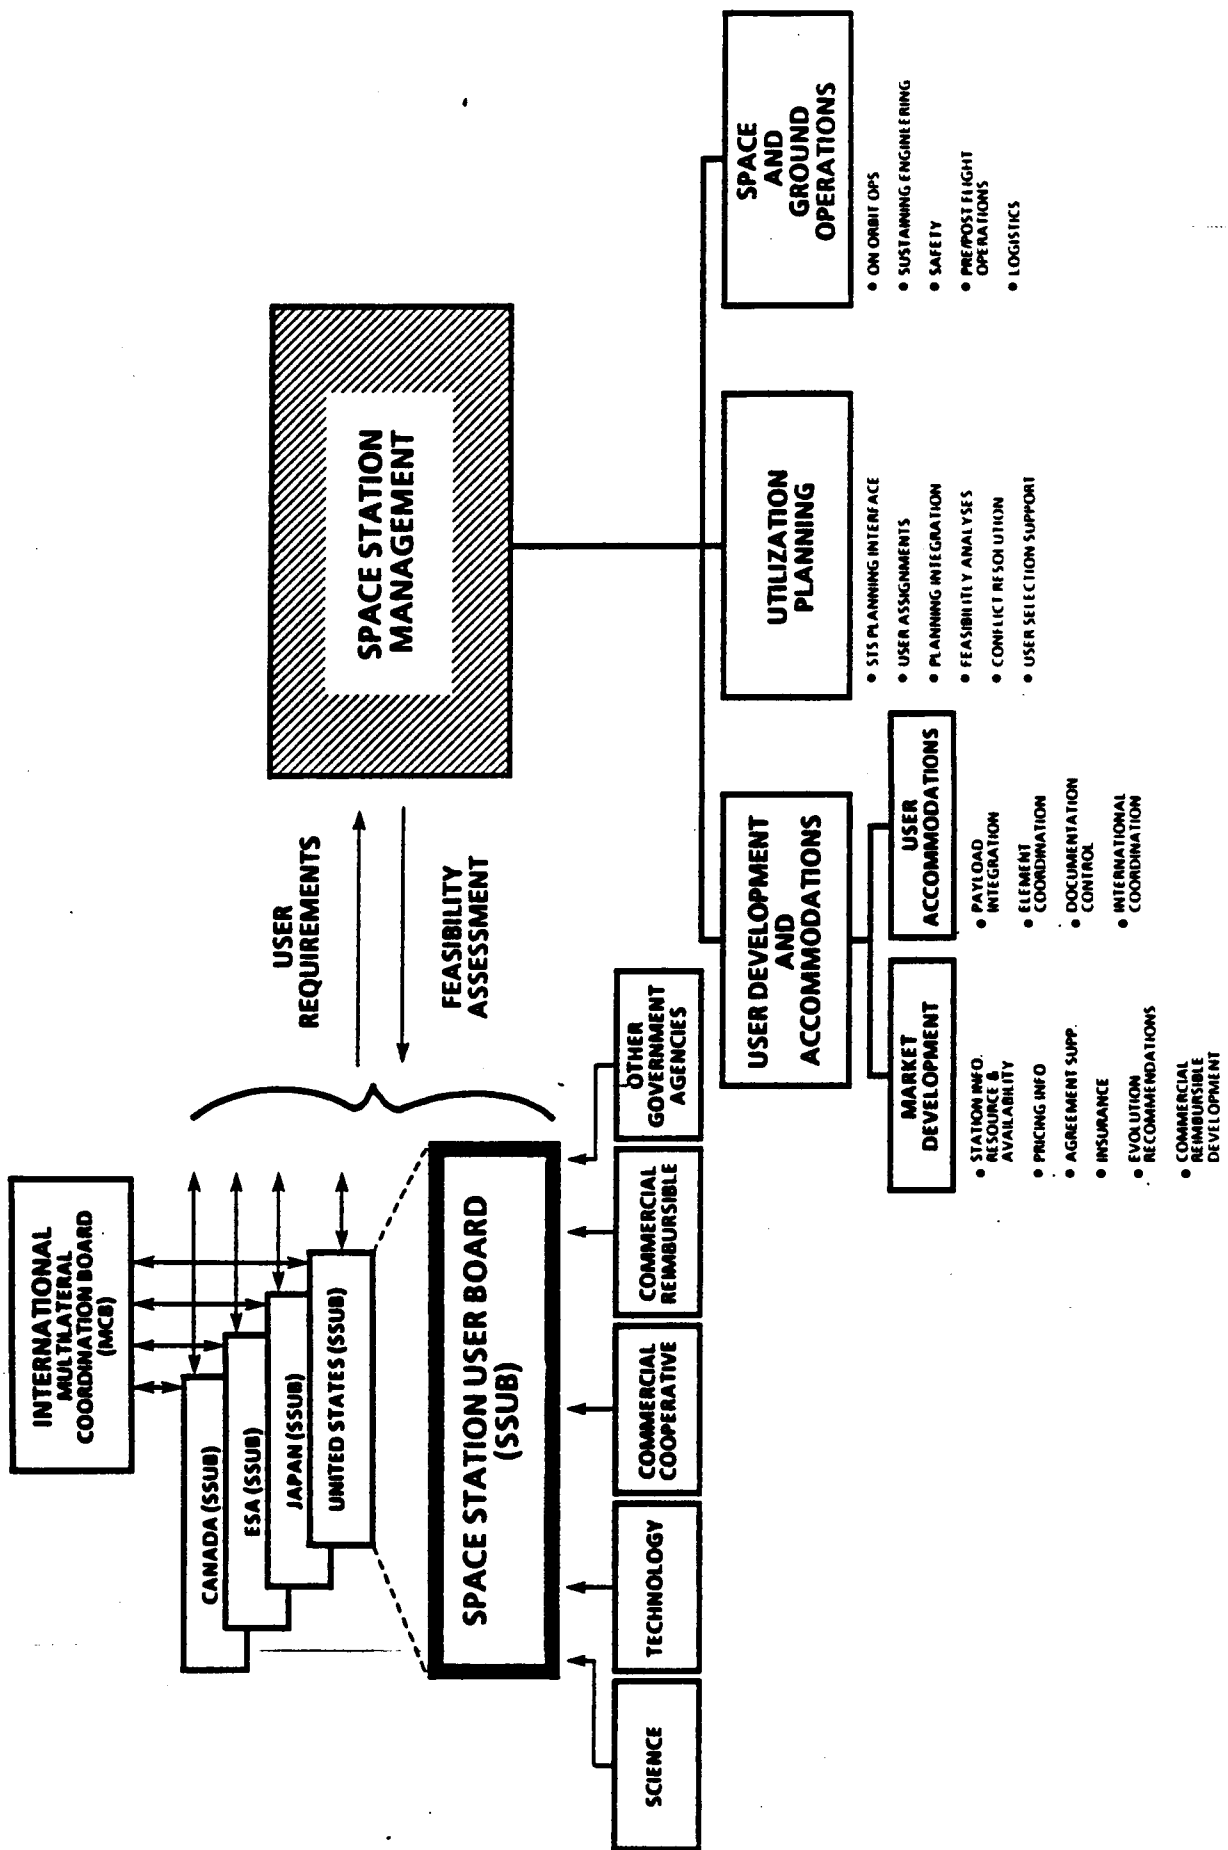 INTERNATIONAL
MULTILATERAL
COORDINATION BOARD
(MCB)
CANADA (SSUB)
ESA (SSUB)
JAPAN (SSUB)
UNITED STATES (SSUB)
SPACE STATION USER BOARD
(SSUB)
SCIENCE
TECHNOLOGY
COMMERCIAL
COOPERATIVE
COMMERCIAL
REIMBURSIBLE
OTHER
GOVERNMENT
AGENCIES
USER
REQUIREMENTS
FEASIBILITY
ASSESSMENT
SPACE STATION
MANAGEMENT
USER DEVELOPMENT
AND
ACCOMMODATIONS
MARKET
DEVELOPMENT
• STATION INFO.
RESOURCE &
AVAILABILITY
• PRICING INFO
• AGREEMENT SUPP.
• INSURANCE
• EVOLUTION
RECOMMENDATIONS
• COMMERCIAL
REIMBURSIBLE
DEVELOPMENT
USER
ACCOMMODATIONS
• PAYLOAD
INTEGRATION
• ELEMENT
COORDINATION
• DOCUMENTATION
CONTROL
• INTERNATIONAL
COORDINATION
UTILIZATION
PLANNING
• STS PLANNING INTERFACE
• USER ASSIGNMENTS
• PLANNING INTEGRATION
• FEASIBILITLY ANALYSES
• CONFLICT RESOLUTION
• USER SELECTION SUPPORT
SPACE
AND
GROUND
OPERATIONS
• ON ORBIT OPS
• SUSTAINING ENGINEERING
• SAFETY
• PRE/POST FLIGHT
OPERATIONS
• LOGISTICS